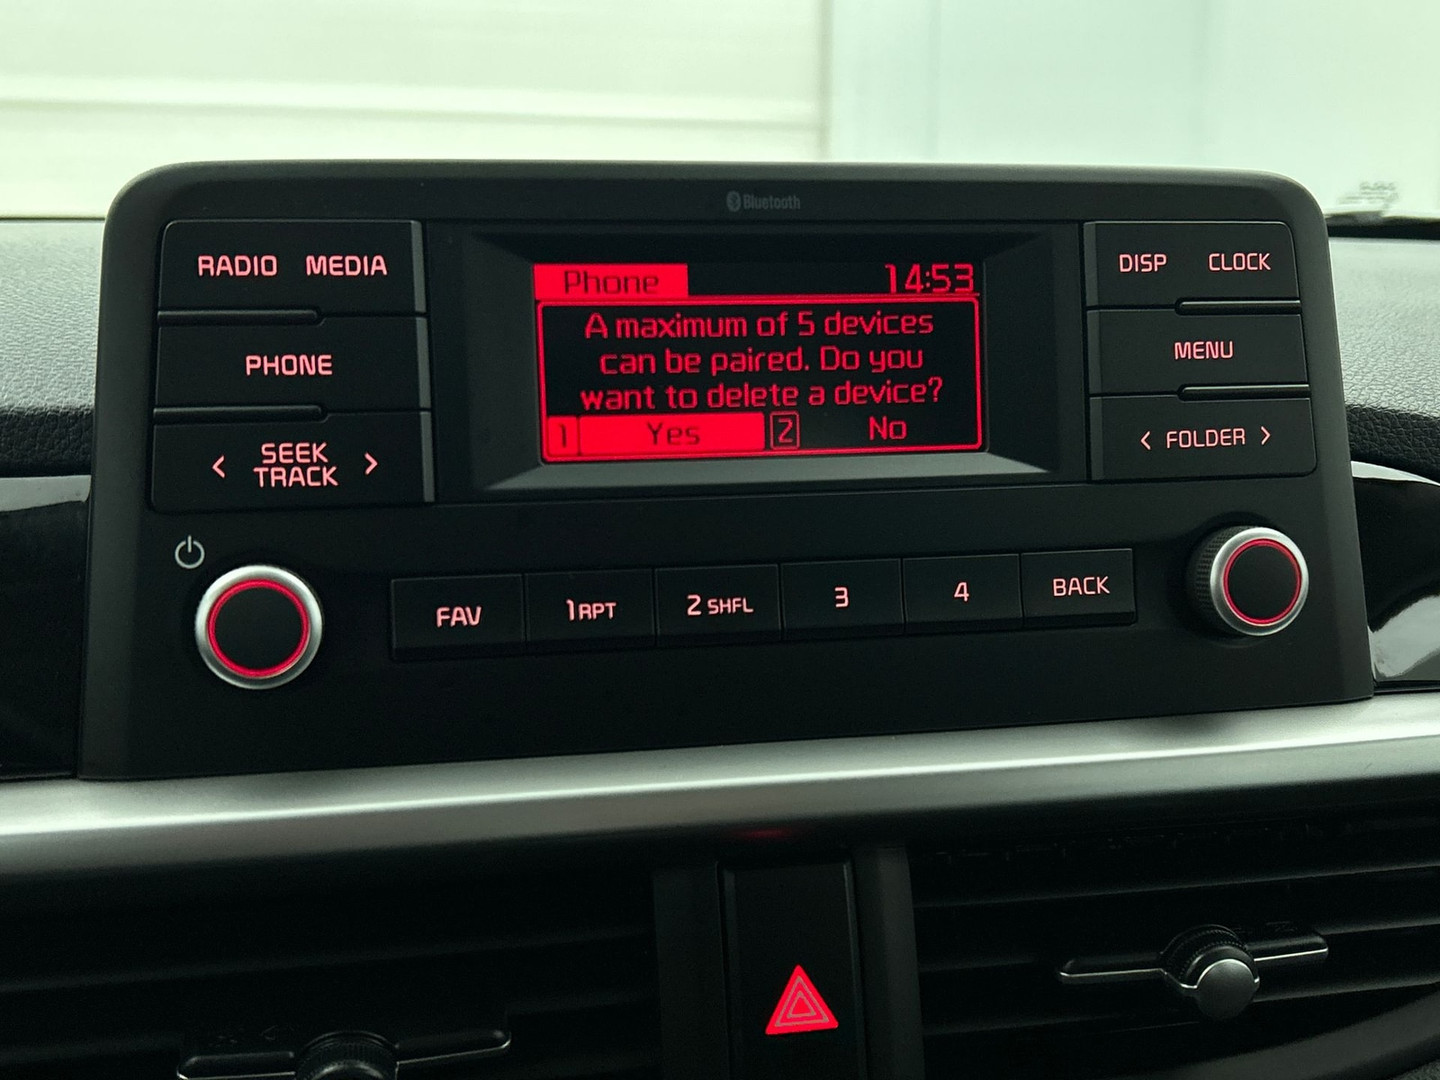 Bluetooth
RADIO MEDIA
PHONE
< SEEK TRACK >
Phone 14:53
A maximum of 5 devices
can be paired. Do you
want to delete a device?
1 Yes 2 No
DISP CLOCK
MENU
< FOLDER >
FAV 1 RPT 2 SHFL 3 4 BACK